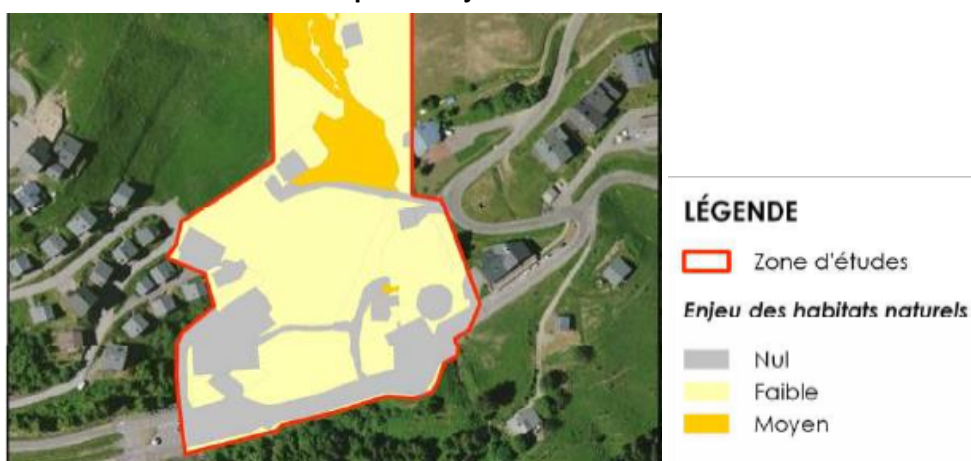 LÉGENDE
Zone d'études
Enjeu des habitats naturels
Nul
Faible
Moyen